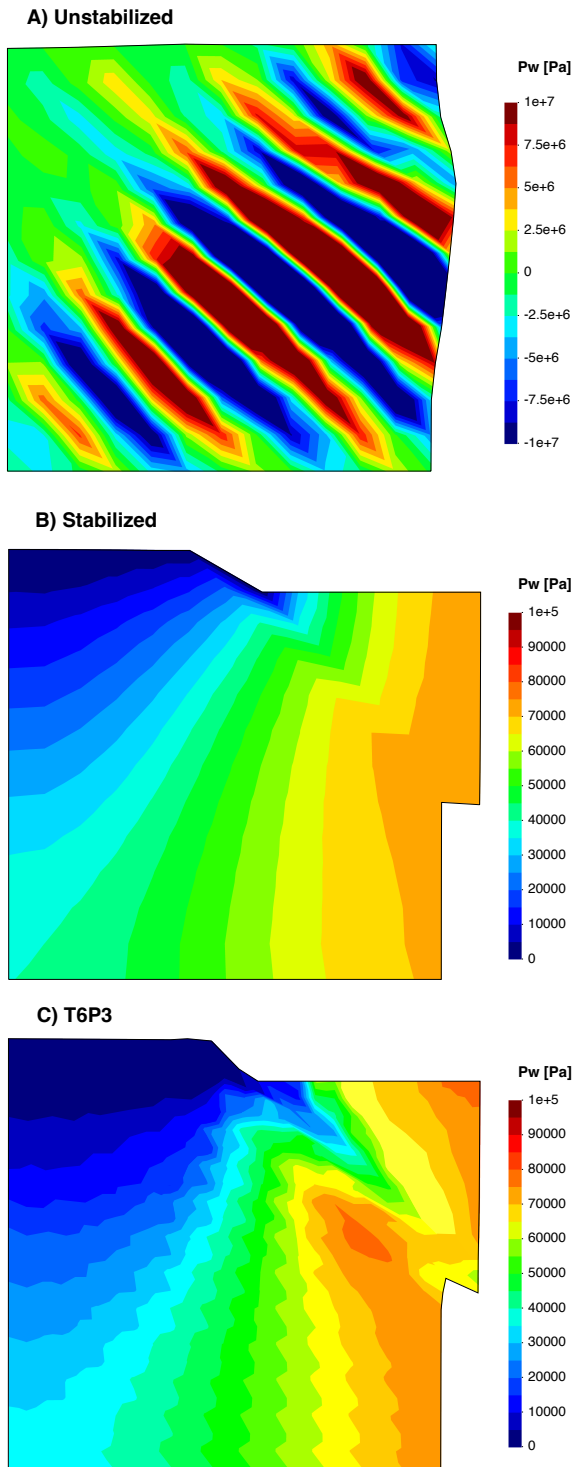 A) Unstabilized
Pw [Pa]
1e+7
7.5e+6
5e+6
2.5e+6
0
-2.5e+6
-5e+6
-7.5e+6
-1e+7
B) Stabilized
Pw [Pa]
1e+5
90000
80000
70000
60000
50000
40000
30000
20000
10000
0
C) T6P3
Pw [Pa]
1e+5
90000
80000
70000
60000
50000
40000
30000
20000
10000
0